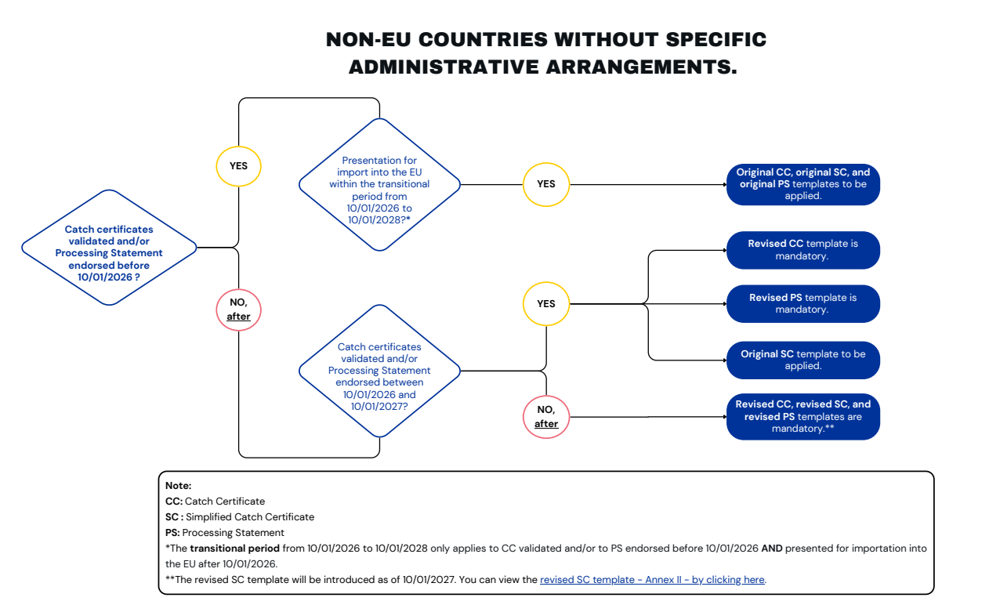 NON-EU COUNTRIES WITHOUT SPECIFIC
ADMINISTRATIVE ARRANGEMENTS.
Catch certificates
validated and/or
Processing Statement
endorsed before
10/01/2026 ?
YES
NO,
after
Presentation for
import into the EU
within the transitional
period from
10/01/2026 to
10/01/2028?*
YES
Original CC, original SC, and
original PS templates to be
applied.
Catch certificates
validated and/or
Processing Statement
endorsed between
10/01/2026 and
10/01/2027?
YES
Revised CC template is
mandatory.
Revised PS template is
mandatory.
Original SC template to be
applied.
NO,
after
Revised CC, revised SC, and
revised PS templates are
mandatory.**
Note:
CC: Catch Certificate
SC : Simplified Catch Certificate
PS: Processing Statement
*The transitional period from 10/01/2026 to 10/01/2028 only applies to CC validated and/or to PS endorsed before 10/01/2026 AND presented for importation into
the EU after 10/01/2026.
**The revised SC template will be introduced as of 10/01/2027. You can view the revised SC template - Annex II - by clicking here.